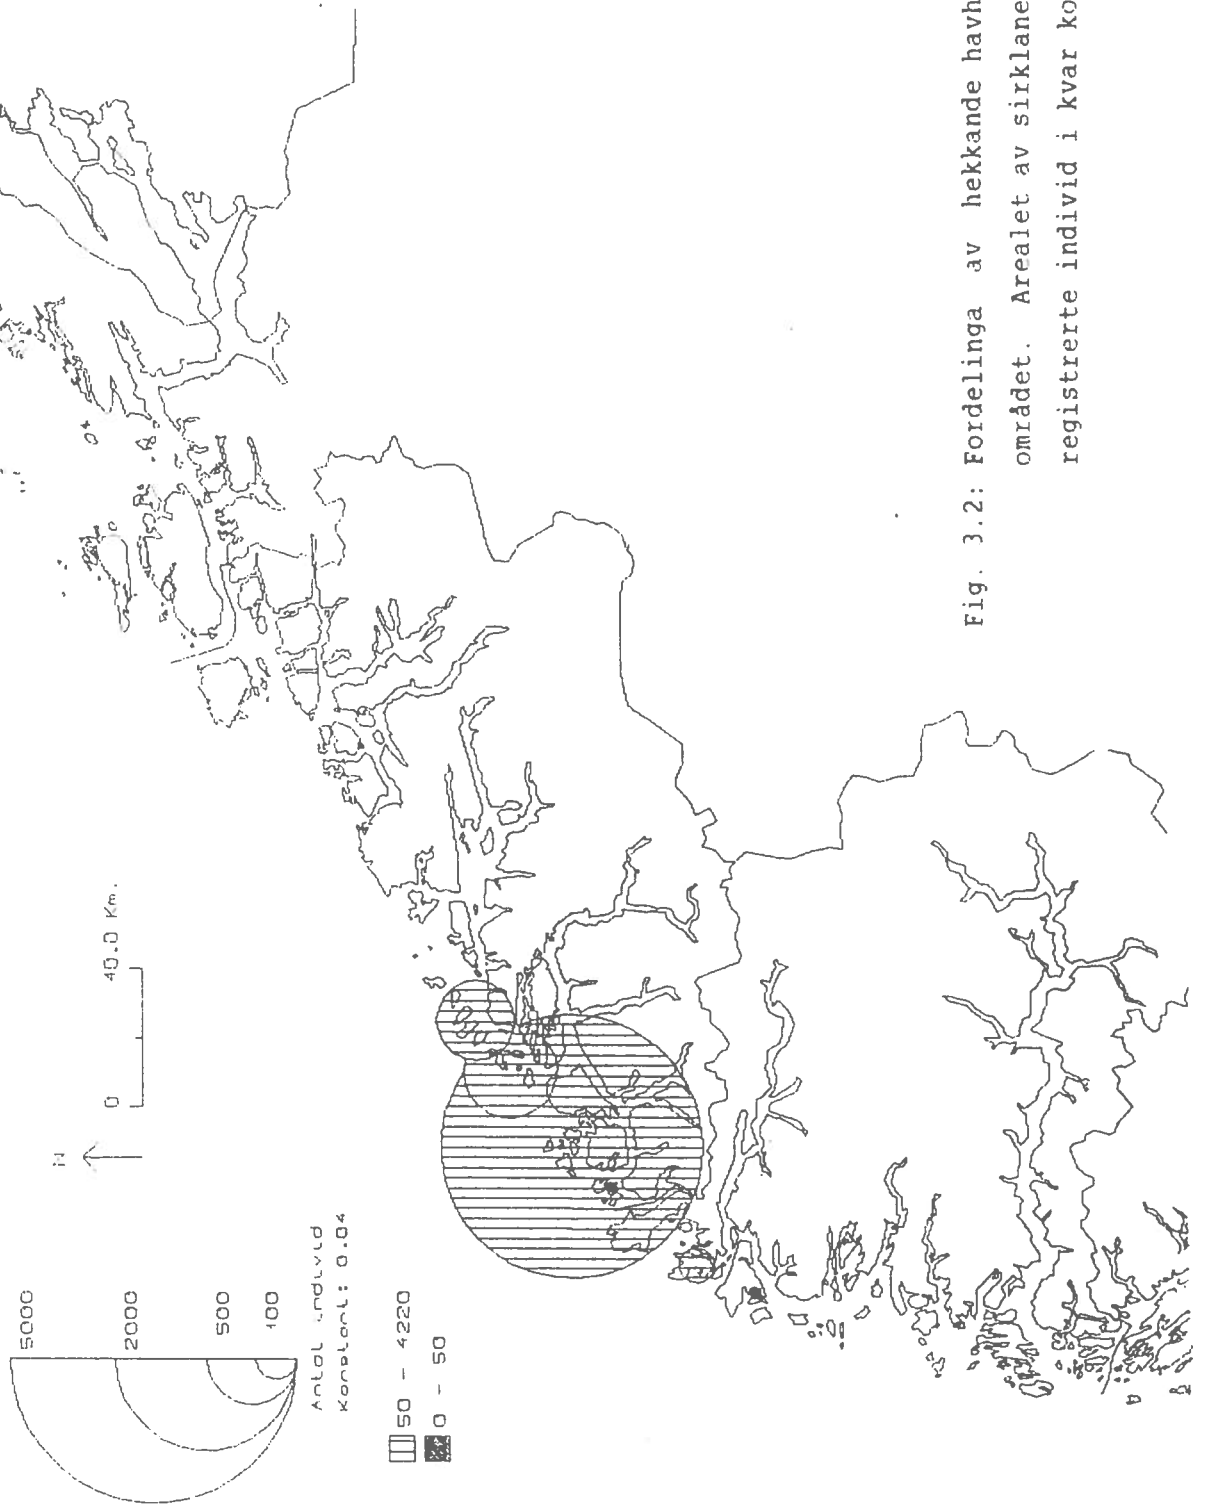 5000
2000
500
100
Antal individ
Konstant: 0.04
50 - 4220
0 - 50
N
0
40.0 Km.
Fig. 3.2: Fordelinga av hekkande havh
området. Arealet av sirklane
registrerte individ i kvar ko